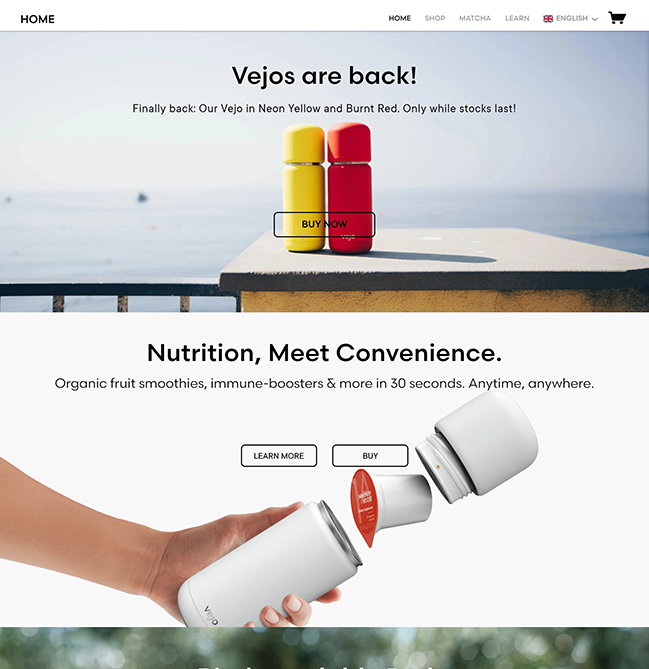 HOME
HOME SHOP MATCHA LEARN ENGLISH
Vejos are back!
Finally back: Our Vejo in Neon Yellow and Burnt Red. Only while stocks last!
BUY NOW
vejo
Nutrition, Meet Convenience.
Organic fruit smoothies, immune-boosters & more in 30 seconds. Anytime, anywhere.
LEARN MORE BUY
vejo